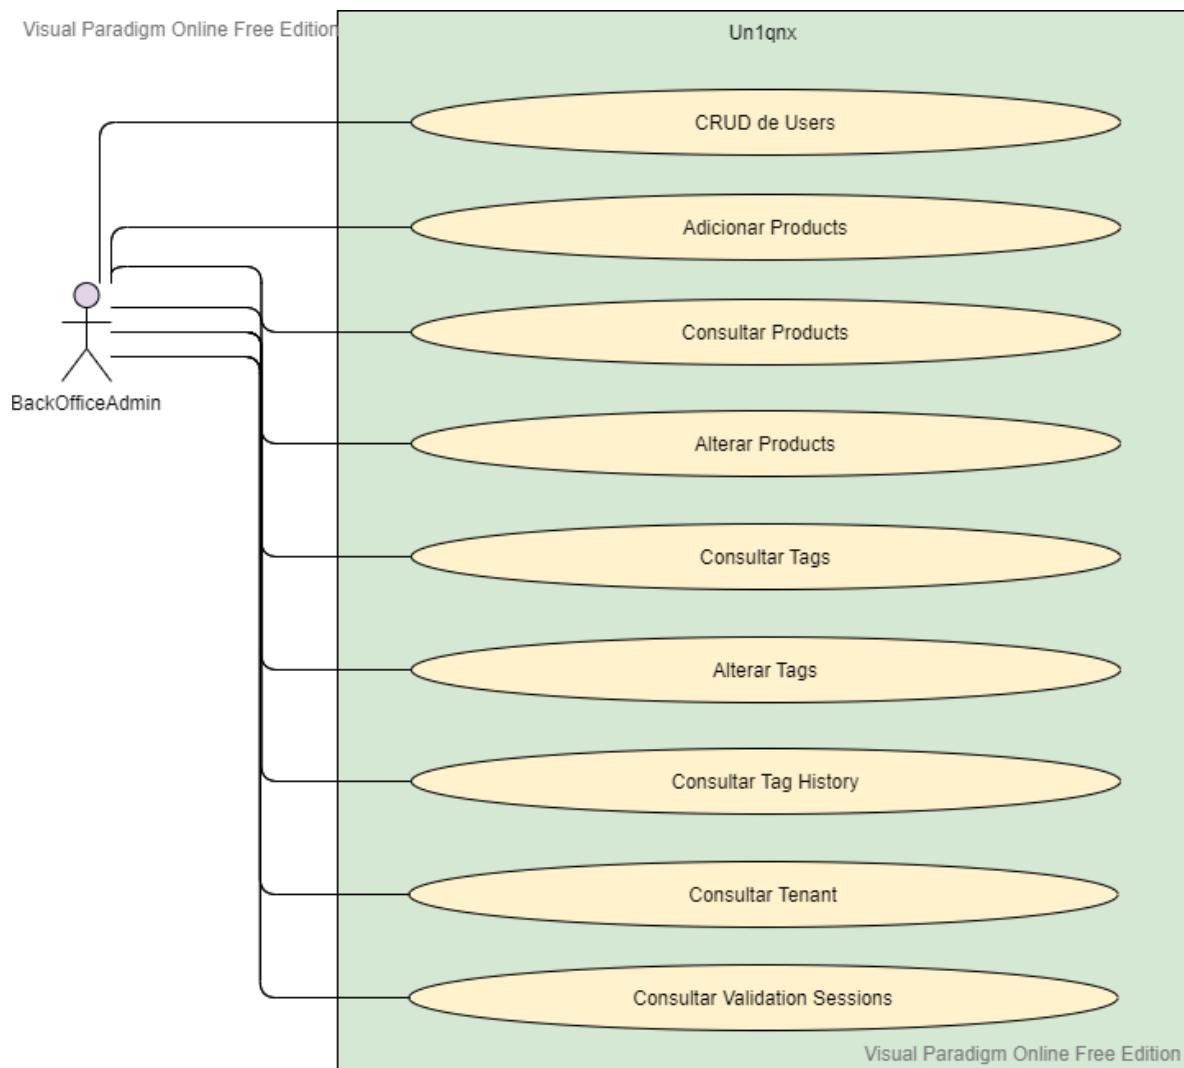 Visual Paradigm Online Free Edition
Un1qnx
CRUD de Users
Adicionar Products
Consultar Products
BackOfficeAdmin
Alterar Products
Consultar Tags
Alterar Tags
Consultar Tag History
Consultar Tenant
Consultar Validation Sessions
Visual Paradigm Online Free Edition